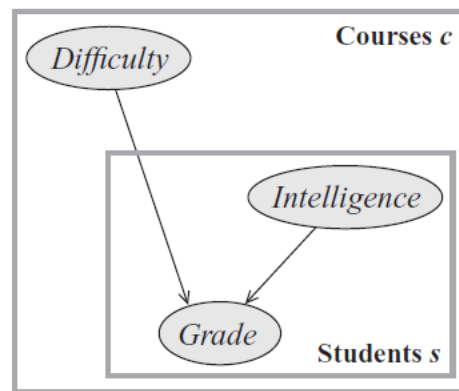 Courses c
Difficulty
Intelligence
Grade
Students s